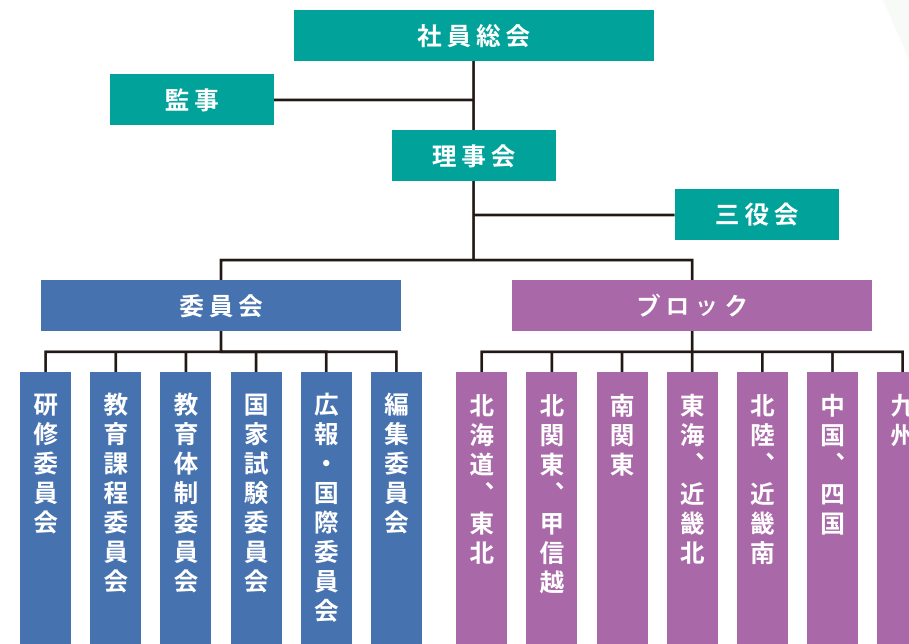 社員総会
監事
理事会
三役会
委員会
ブロック
研修委員会
教育課程委員会
教育体制委員会
国家試験委員会
広報・国際委員会
編集委員会
北海道、東北
北関東、甲信越
南関東
東海、近畿北
北陸、近畿南
中国、四国
九州